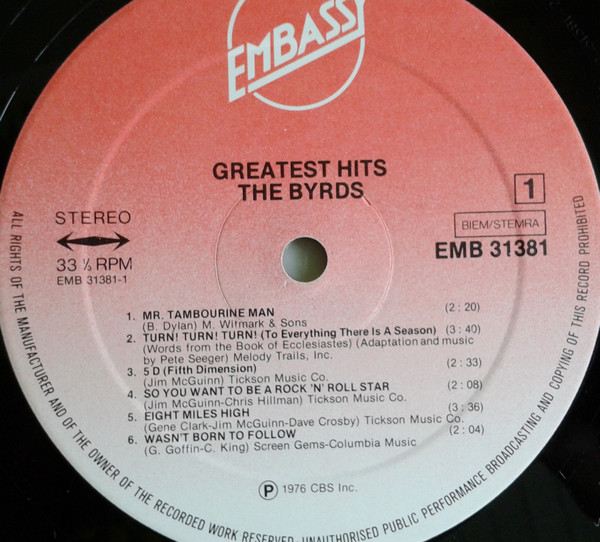 EMBASSY
GREATEST HITS
THE BYRDS
STEREO
33 ⅓ RPM
EMB 31381-1
1
BIEM/STEMRA
EMB 31381
1. MR. TAMBOURINE MAN (2:20)
(B. Dylan) M. Witmark & Sons
2. TURN! TURN! TURN! (To Everything There Is A Season) (3:40)
(Words from the Book of Ecclesiastes) (Adaptation and music
by Pete Seeger) Melody Trails, Inc.
3. 5 D (Fifth Dimension) (2:33)
(Jim McGuinn) Tickson Music Co.
4. SO YOU WANT TO BE A ROCK 'N' ROLL STAR (2:08)
(Jim McGuinn-Chris Hillman) Tickson Music Co.
5. EIGHT MILES HIGH (3:36)
(Gene Clark-Jim McGuinn-Dave Crosby) Tickson Music Co.
6. WASN'T BORN TO FOLLOW (2:04)
(G. Goffin-C. King) Screen Gems-Columbia Music
Ⓟ 1976 CBS Inc.
ALL RIGHTS OF THE MANUFACTURER AND OF THE OWNER OF THE RECORDED WORK RESERVED. UNAUTHORISED PUBLIC PERFORMANCE BROADCASTING AND COPYING OF THIS RECORD PROHIBITED